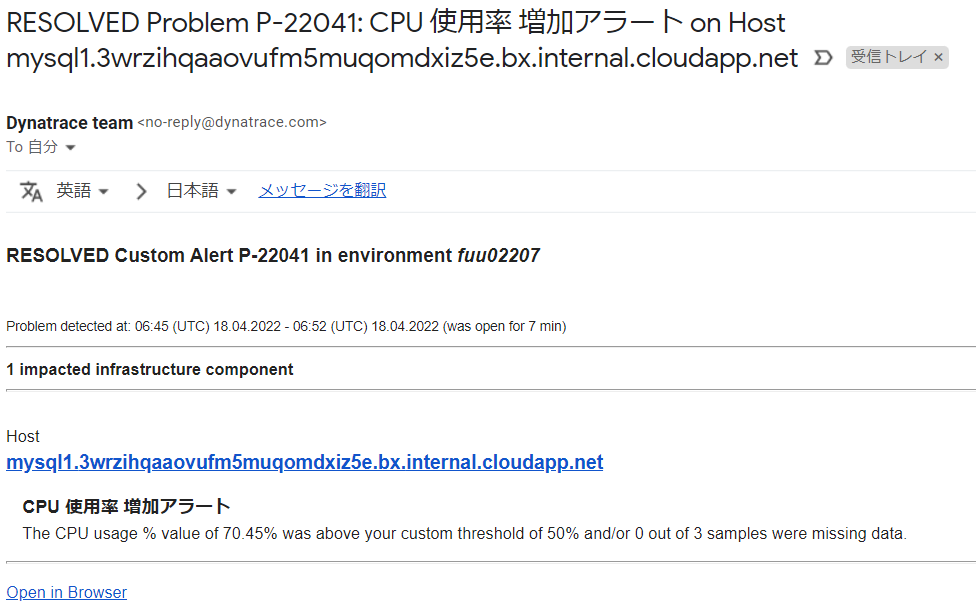 RESOLVED Problem P-22041: CPU 使用率 増加アラート on Host
mysql1.3wrzihqaaovufm5muqomdxiz5e.bx.internal.cloudapp.net 受信トレイ ×
Dynatrace team <no-reply@dynatrace.com>
To 自分
英語 日本語 メッセージを翻訳
RESOLVED Custom Alert P-22041 in environment fuu02207
Problem detected at: 06:45 (UTC) 18.04.2022 - 06:52 (UTC) 18.04.2022 (was open for 7 min)
1 impacted infrastructure component
Host
mysql1.3wrzihqaaovufm5muqomdxiz5e.bx.internal.cloudapp.net
CPU 使用率 増加アラート
The CPU usage % value of 70.45% was above your custom threshold of 50% and/or 0 out of 3 samples were missing data.
Open in Browser